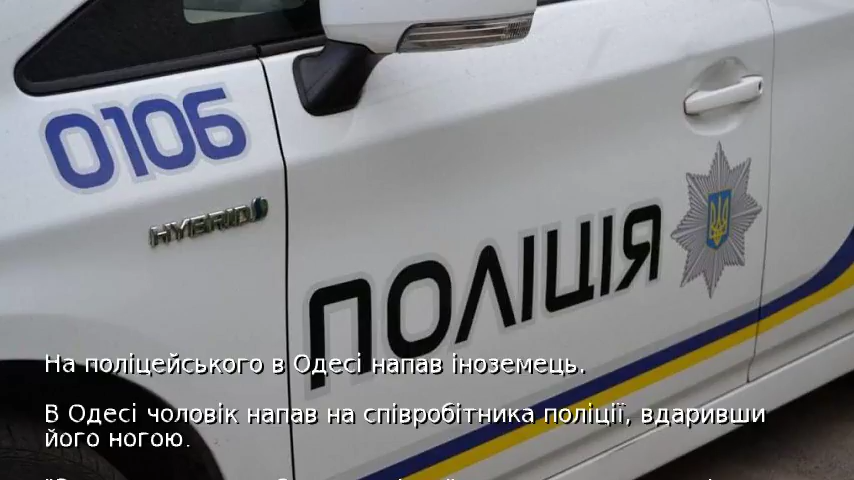 0106
HYBRID
ПОЛІЦІЯ
На поліцейського в Одесі напав іноземець.
В Одесі чоловік напав на співробітника поліції, вдаривши
його ногою.